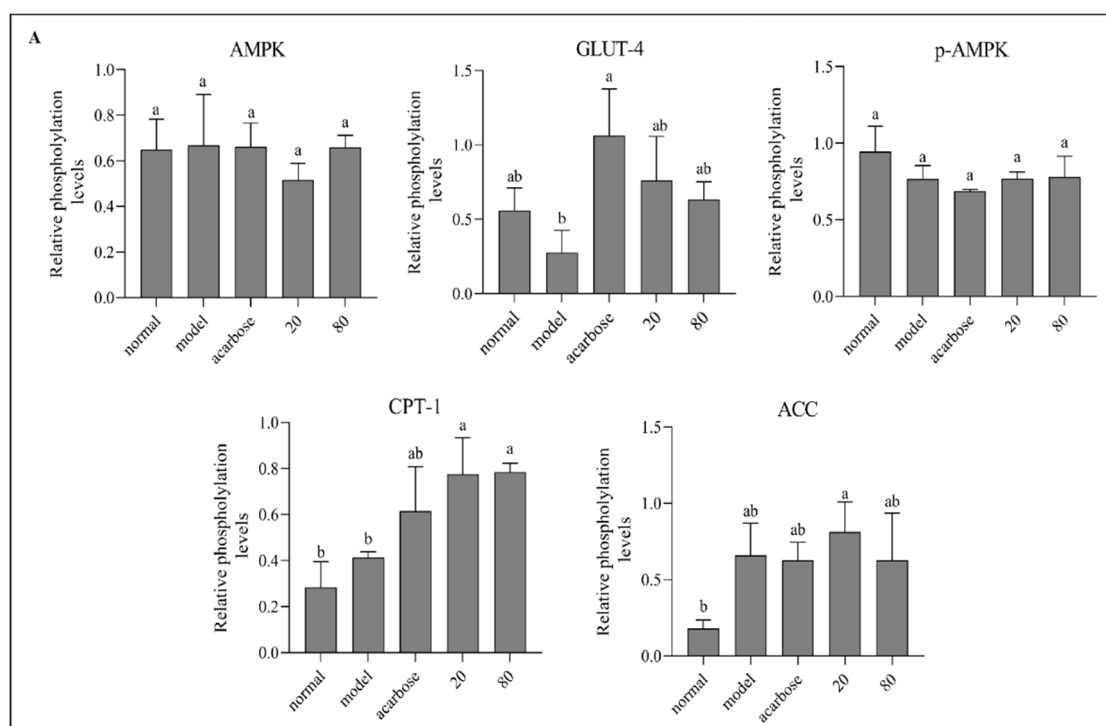 A
AMPK
Relative phospholylation
levels
1.0
0.8
0.6
0.4
0.2
0.0
a
a
a
a
a
normal
model
acarbose
20
80
GLUT-4
Relative phospholylation
levels
1.5
1.0
0.5
0.0
ab
b
a
ab
ab
normal
model
acarbose
20
80
p-AMPK
Relative phospholylation
levels
1.5
1.0
0.5
0.0
a
a
a
a
a
normal
model
acarbose
20
80
CPT-1
Relative phospholylation
levels
1.0
0.8
0.6
0.4
0.2
0.0
b
b
ab
a
a
normal
model
acarbose
20
80
ACC
Relative phospholylation
levels
1.5
1.0
0.5
0.0
b
ab
ab
a
ab
normal
model
acarbose
20
80